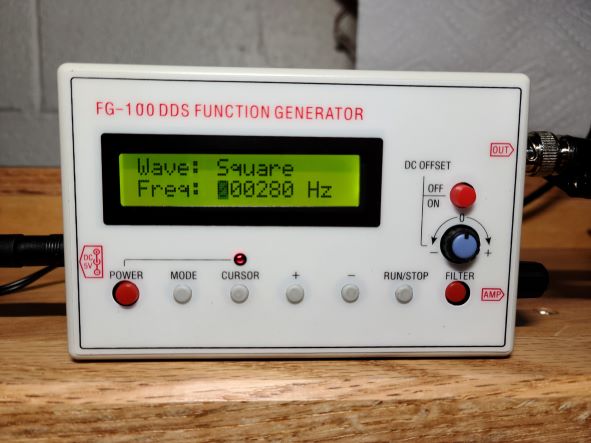 FG-100 DDS FUNCTION GENERATOR
OUT
Wave: Square
Freq: 000280 Hz
DC OFFSET
OFF
ON
0
- +
DC
5V
POWER MODE CURSOR + - RUN/STOP FILTER
AMP